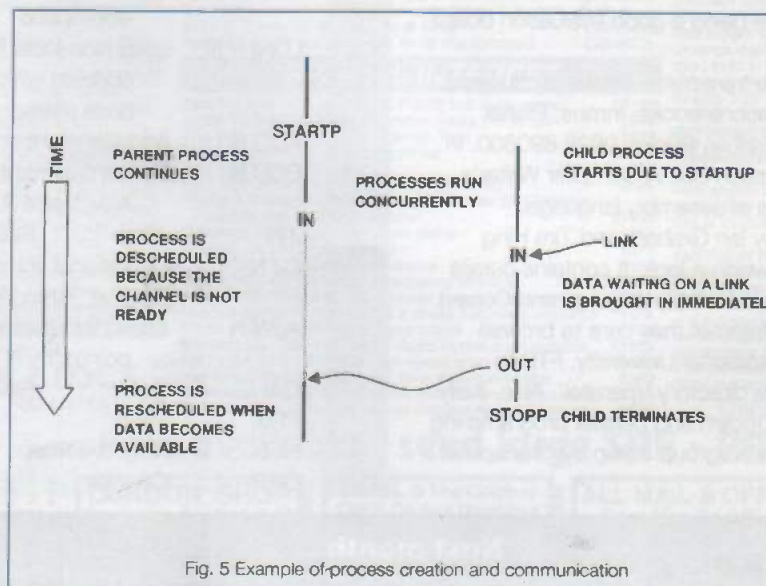 TIME
STARTP
PARENT PROCESS
CONTINUES
IN
PROCESS IS
DESCHEDULED
BECAUSE THE
CHANNEL IS NOT
READY
PROCESS IS
RESCHEDULED WHEN
DATA BECOMES
AVAILABLE
PROCESSES RUN
CONCURRENTLY
CHILD PROCESS
STARTS DUE TO STARTUP
LINK
IN
DATA WAITING ON A LINK
IS BROUGHT IN IMMEDIATEL
OUT
STOPP
CHILD TERMINATES
Fig. 5 Example of process creation and communication